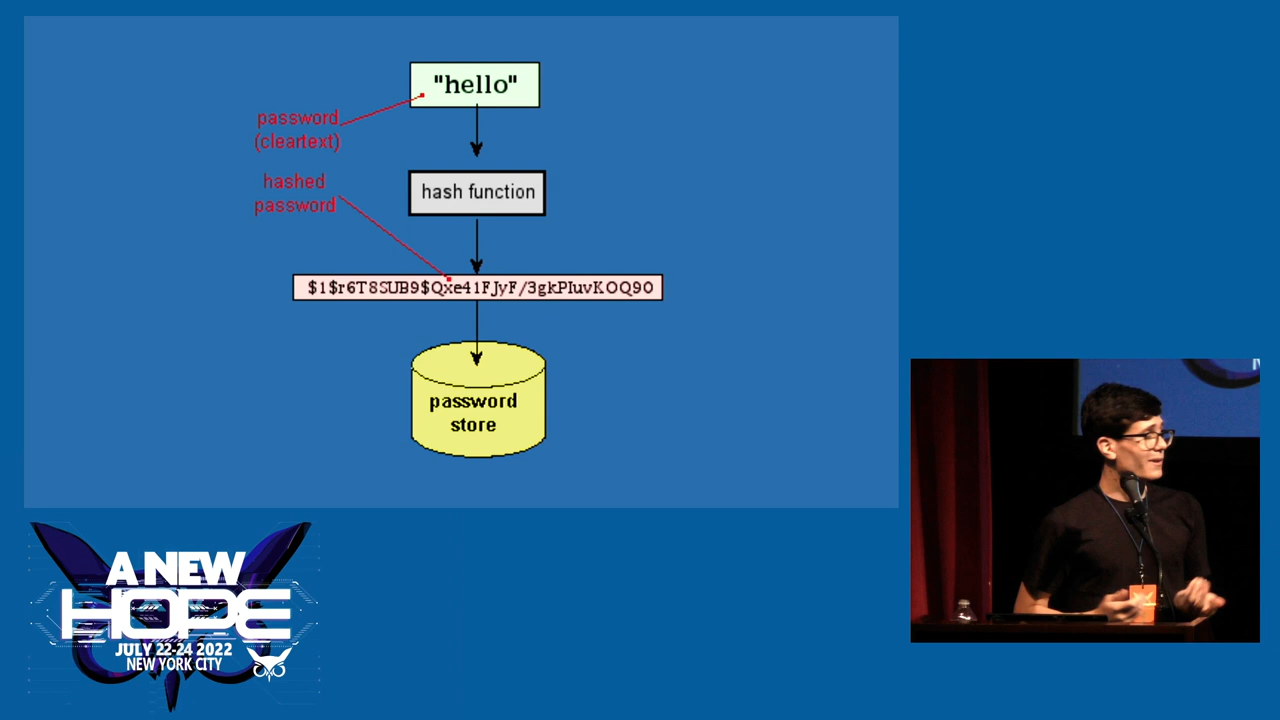 "hello"
password
(cleartext)
hashed
password
hash function
$1$r6T8SUB9$Qxe41FJyF/3gkPIuvKOQ90
password
store
A NEW
HOPE
JULY 22-24 2022
NEW YORK CITY